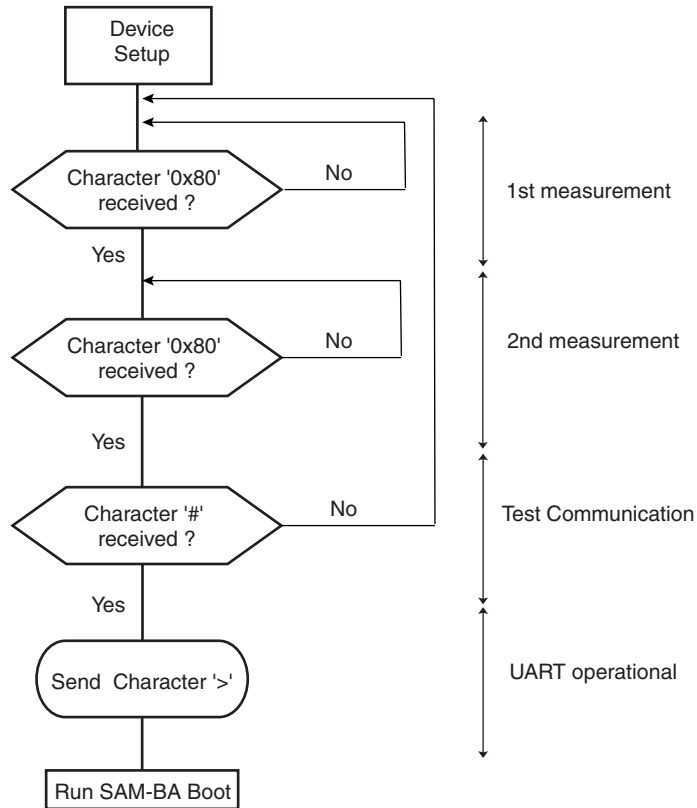 Device
Setup
Character '0x80'
received ?
No
1st measurement
Yes
Character '0x80'
received ?
No
2nd measurement
Yes
Character '#'
received ?
No
Test Communication
Yes
Send Character '>'
UART operational
Run SAM-BA Boot